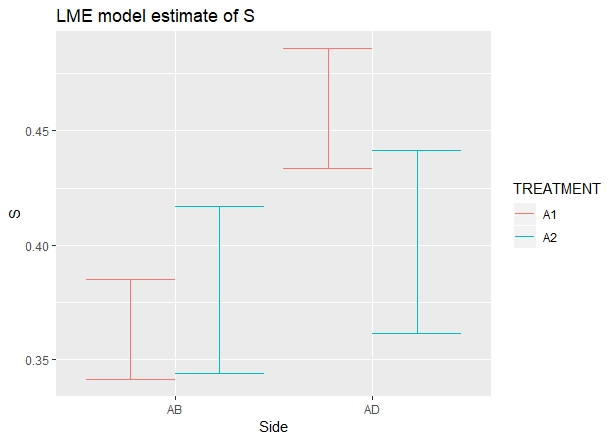 LME model estimate of S
S
0.45
0.40
0.35
AB
AD
Side
TREATMENT
A1
A2